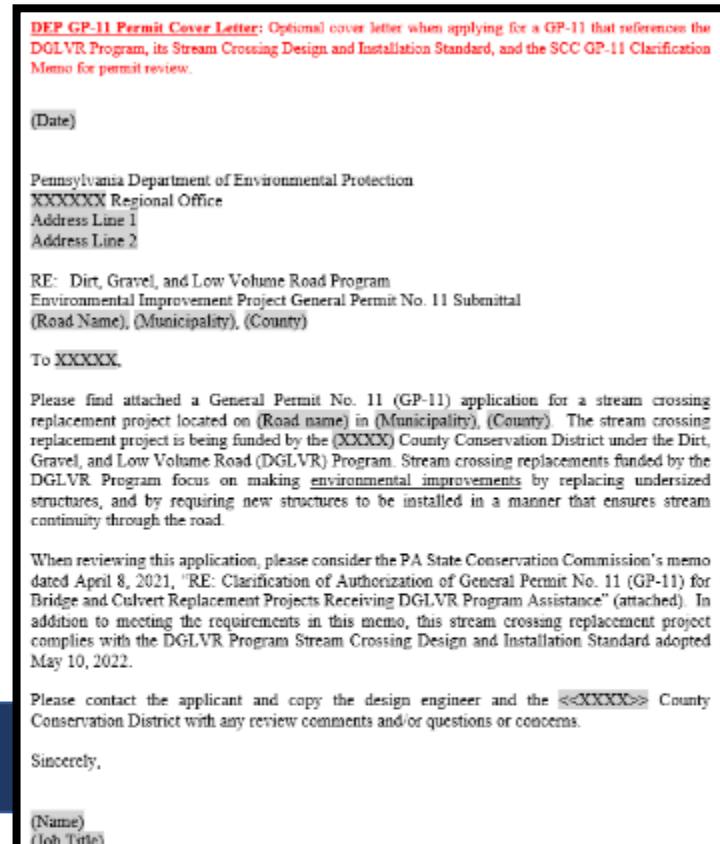 DEP GP-11 Permit Cover Letter: Optional cover letter when applying for a GP-11 that references the
DGLVR Program, its Stream Crossing Design and Installation Standard, and the SCC GP-11 Clarification
Memo for permit review.
(Date)
Pennsylvania Department of Environmental Protection
XXXXXX Regional Office
Address Line 1
Address Line 2
RE: Dirt, Gravel, and Low Volume Road Program
Environmental Improvement Project General Permit No. 11 Submittal
(Road Name), (Municipality), (County)
To XXXXX,
Please find attached a General Permit No. 11 (GP-11) application for a stream crossing
replacement project located on (Road name) in (Municipality), (County). The stream crossing
replacement project is being funded by the (XXXX) County Conservation District under the Dirt,
Gravel, and Low Volume Road (DGLVR) Program. Stream crossing replacements funded by the
DGLVR Program focus on making environmental improvements by replacing undersized
structures, and by requiring new structures to be installed in a manner that ensures stream
continuity through the road.
When reviewing this application, please consider the PA State Conservation Commission's memo
dated April 8, 2021, "RE: Clarification of Authorization of General Permit No. 11 (GP-11) for
Bridge and Culvert Replacement Projects Receiving DGLVR Program Assistance" (attached). In
addition to meeting the requirements in this memo, this stream crossing replacement project
complies with the DGLVR Program Stream Crossing Design and Installation Standard adopted
May 10, 2022.
Please contact the applicant and copy the design engineer and the <<XXXX>> County
Conservation District with any review comments and/or questions or concerns.
Sincerely,
(Name)
(Job Title)